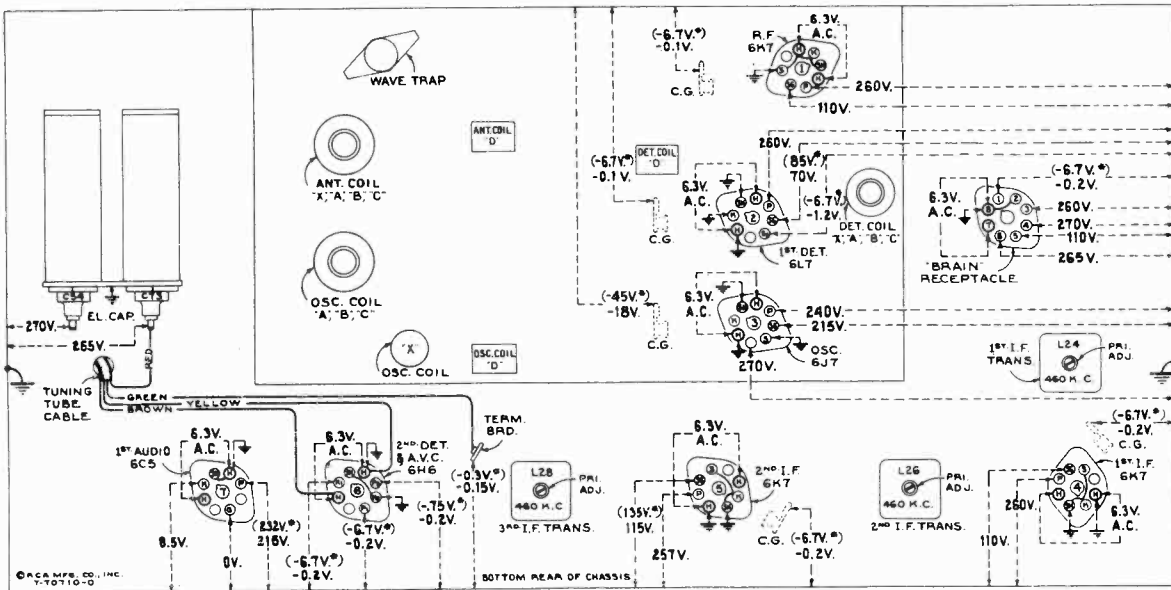 WAVE TRAP
ANT. COIL
"X", "A", "B", "C"
ANT. COIL
"D"
OSC. COIL
"A", "B", "C"
"X"
OSC. COIL
OSC. COIL
"D"
C54
C73
EL. CAP.
270V.
265V.
RED
TUNING
TUBE
CABLE
GREEN
BROWN
YELLOW
TERM.
BRD.
(-6.7V.*)
-0.1V.
C.G.
R.F.
6K7
6.3V.
A.C.
1
260V.
110V.
DET. COIL
"D"
(-6.7V.*)
-0.1V.
C.G.
6.3V.
A.C.
2
260V.
(85V.*)
70V.
(-6.7V.*)
-1.2V.
DET. COIL
"X", "A", "B", "C"
1ST. DET.
6L7
(-45V.*)
-18V.
C.G.
6.3V.
A.C.
3
240V.
215V.
OSC.
6J7
270V.
6.3V.
A.C.
(-6.7V.*)
-0.2V.
260V.
270V.
110V.
265V.
"BRAIN"
RECEPTACLE
1ST. I.F.
TRANS.
L24
460 K.C.
PRI.
ADJ.
1ST AUDIO
6C5
6.3V.
A.C.
7
8.5V.
0V.
(232V.*)
215V.
6.3V.
A.C.
2ND. DET.
& A.V.C.
6H6
(-6.7V.*)
-0.2V.
(-6.7V.*)
-0.2V.
(-.75V.*)
-0.2V.
(-0.3V.*)
-0.15V.
L28
460 K.C.
PRI.
ADJ.
3RD I.F. TRANS.
6.3V.
A.C.
5
2ND I.F.
6K7
(135V.*)
115V.
257V.
C.G.
(-6.7V.*)
-0.2V.
L26
460 K.C.
PRI.
ADJ.
2ND I.F. TRANS.
(-6.7V.*)
-0.2V.
C.G.
1ST. I.F.
6K7
4
260V.
110V.
6.3V.
A.C.
© RCA MFG. CO., INC.
T-70710-0
BOTTOM REAR OF CHASSIS